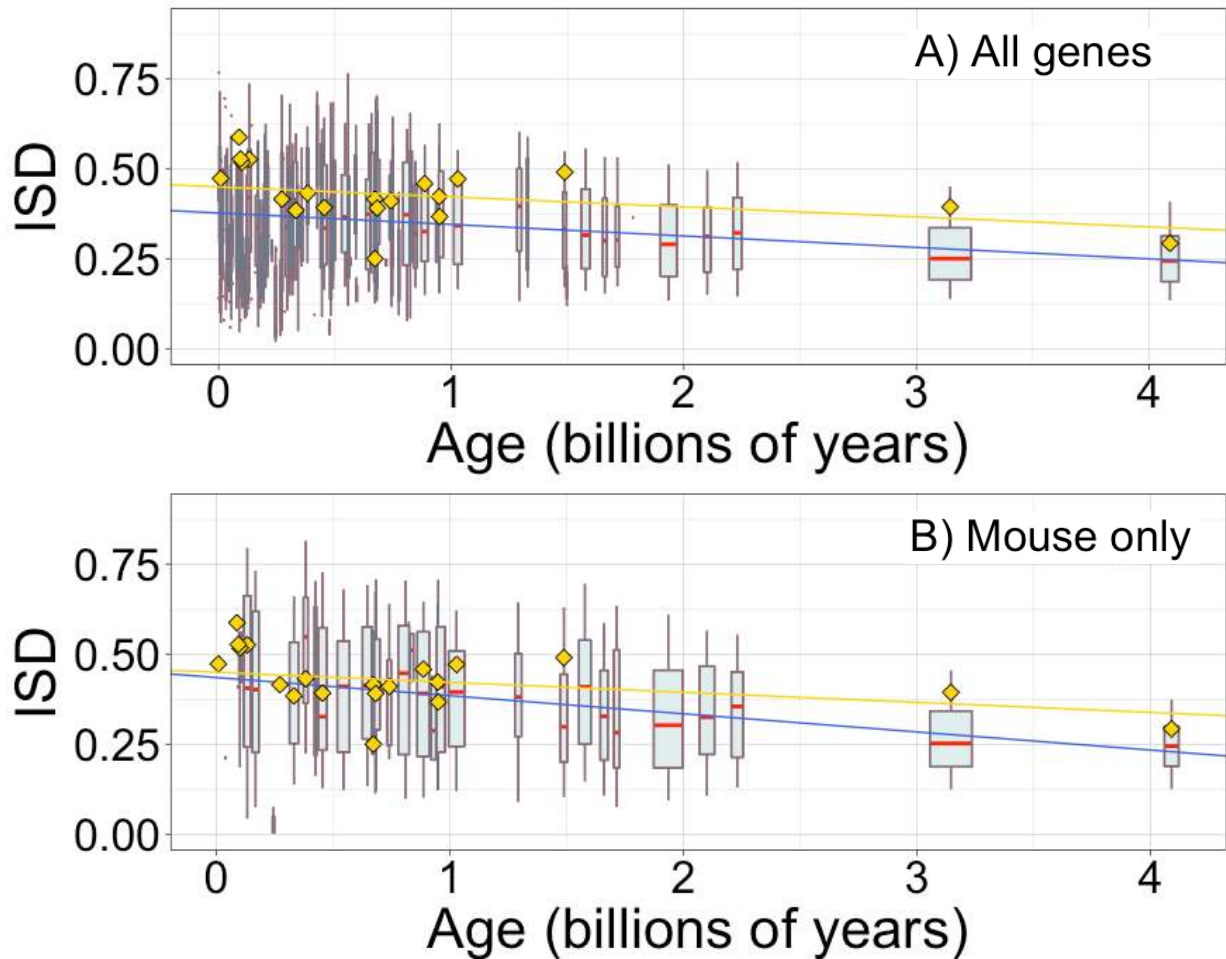 A) All genes
ISD
0.75
0.50
0.25
0.00
0 1 2 3 4
Age (billions of years)
B) Mouse only
ISD
0.75
0.50
0.25
0.00
0 1 2 3 4
Age (billions of years)